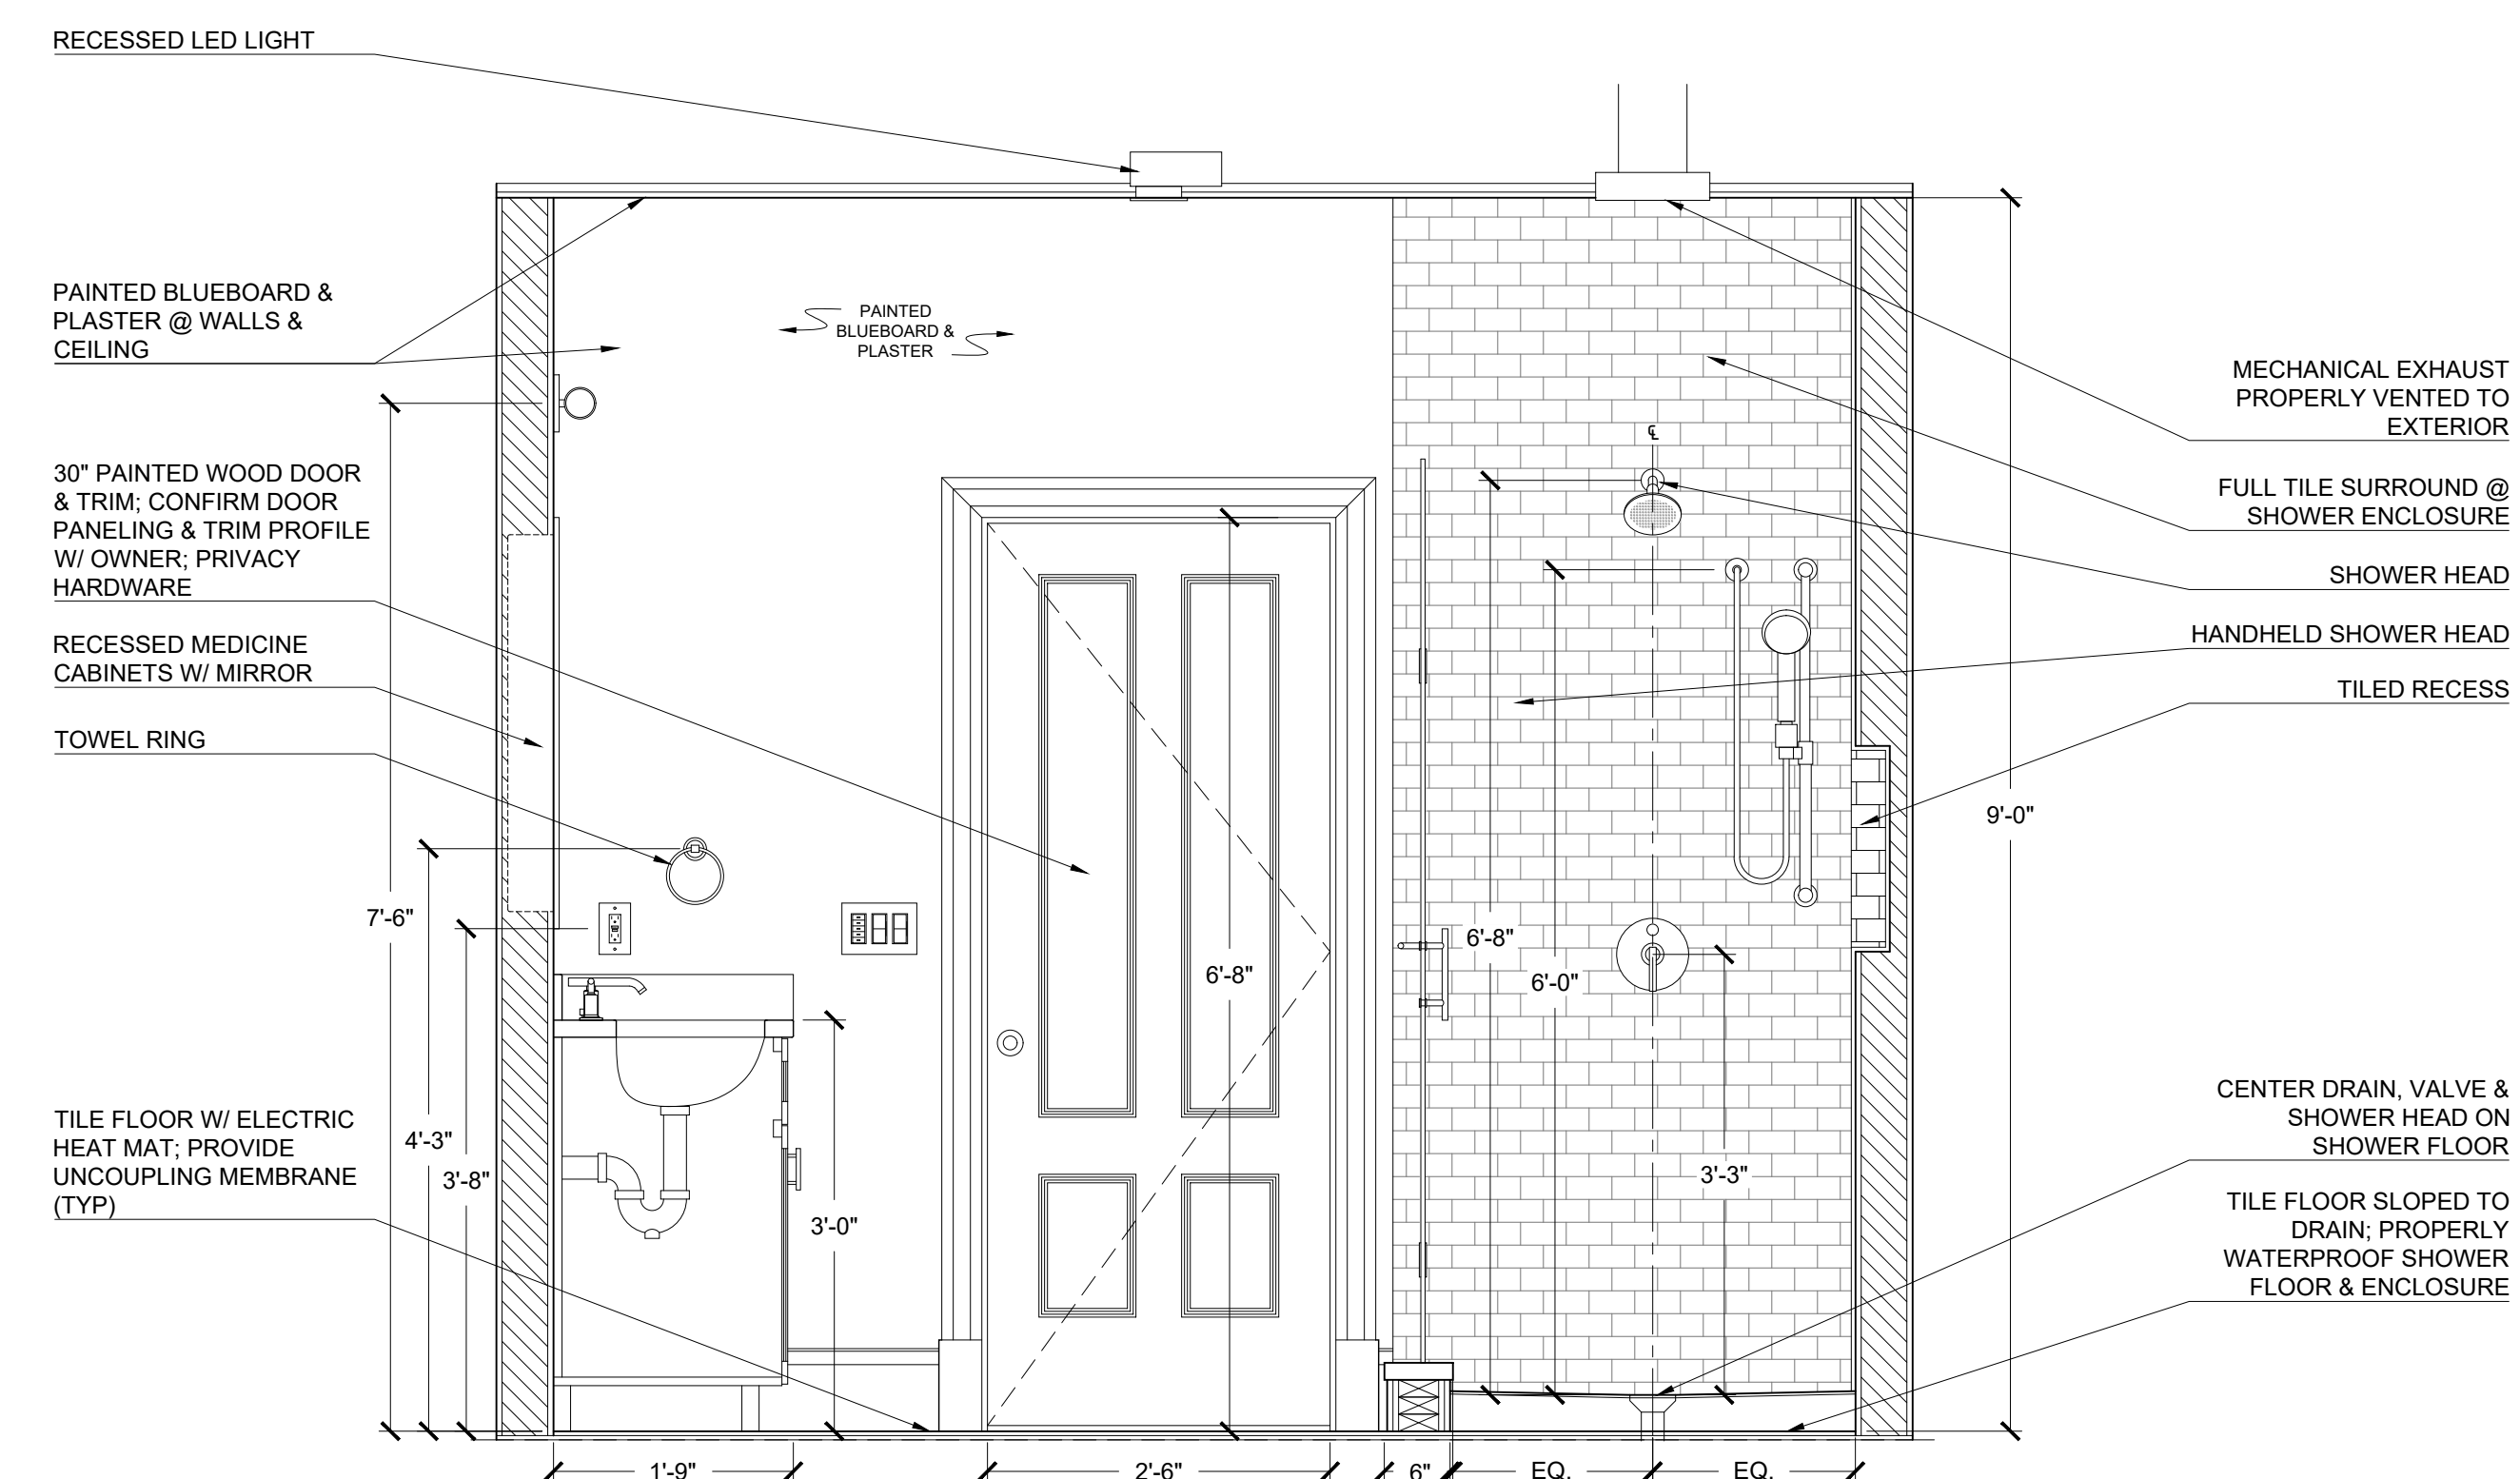 RECESSED LED LIGHT
PAINTED BLUEBOARD &
PLASTER @ WALLS &
CEILING
30" PAINTED WOOD DOOR
& TRIM; CONFIRM DOOR
PANELING & TRIM PROFILE
W/ OWNER; PRIVACY
HARDWARE
RECESSED MEDICINE
CABINETS W/ MIRROR
TOWEL RING
TILE FLOOR W/ ELECTRIC
HEAT MAT; PROVIDE
UNCOUPLING MEMBRANE
(TYP)
PAINTED
BLUEBOARD &
PLASTER
℄
7'-6"
4'-3"
3'-8"
3'-0"
6'-8"
6'-8"
6'-0"
3'-3"
9'-0"
1'-9"
2'-6"
6"
EQ.
EQ.
MECHANICAL EXHAUST
PROPERLY VENTED TO
EXTERIOR
FULL TILE SURROUND @
SHOWER ENCLOSURE
SHOWER HEAD
HANDHELD SHOWER HEAD
TILED RECESS
CENTER DRAIN, VALVE &
SHOWER HEAD ON
SHOWER FLOOR
TILE FLOOR SLOPED TO
DRAIN; PROPERLY
WATERPROOF SHOWER
FLOOR & ENCLOSURE